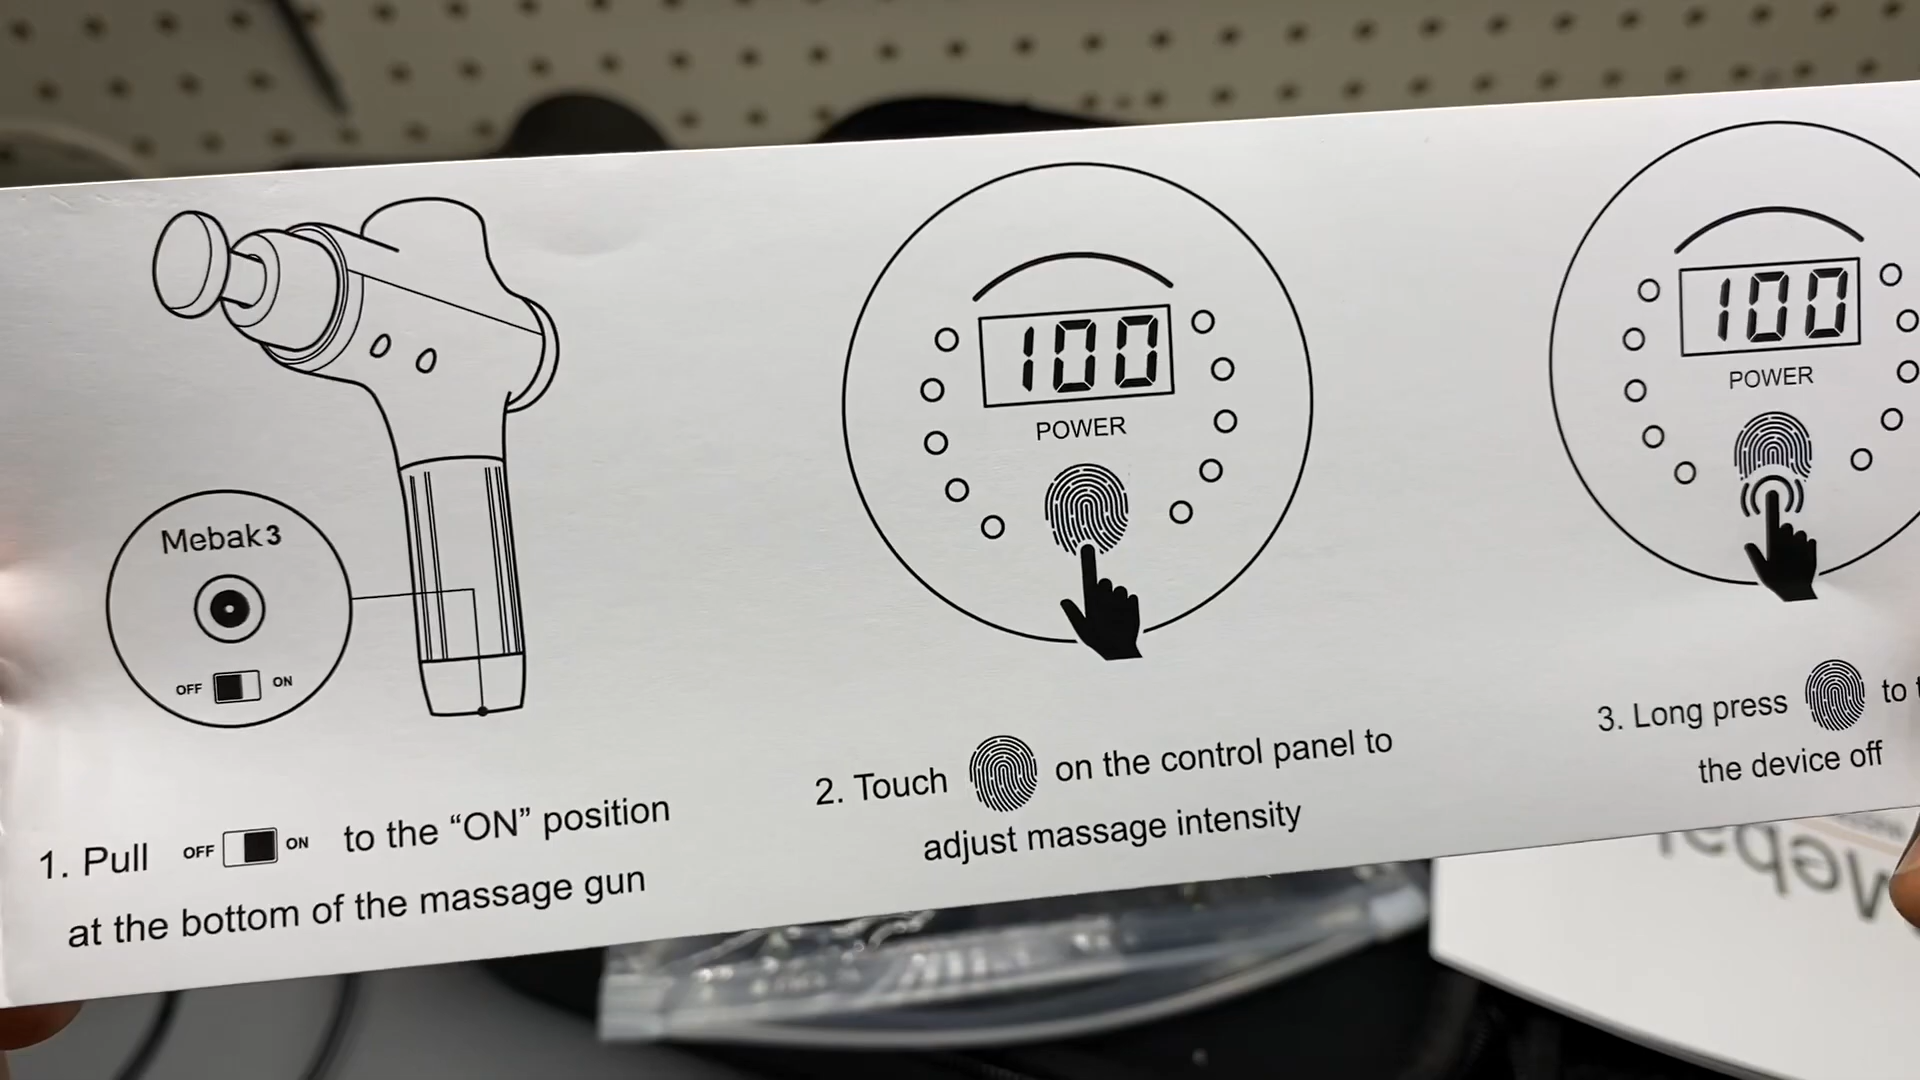 Mebak3
OFF ON
1. Pull OFF ON to the “ON” position
at the bottom of the massage gun
100
POWER
2. Touch on the control panel to
adjust massage intensity
100
POWER
3. Long press to
the device off
Meba